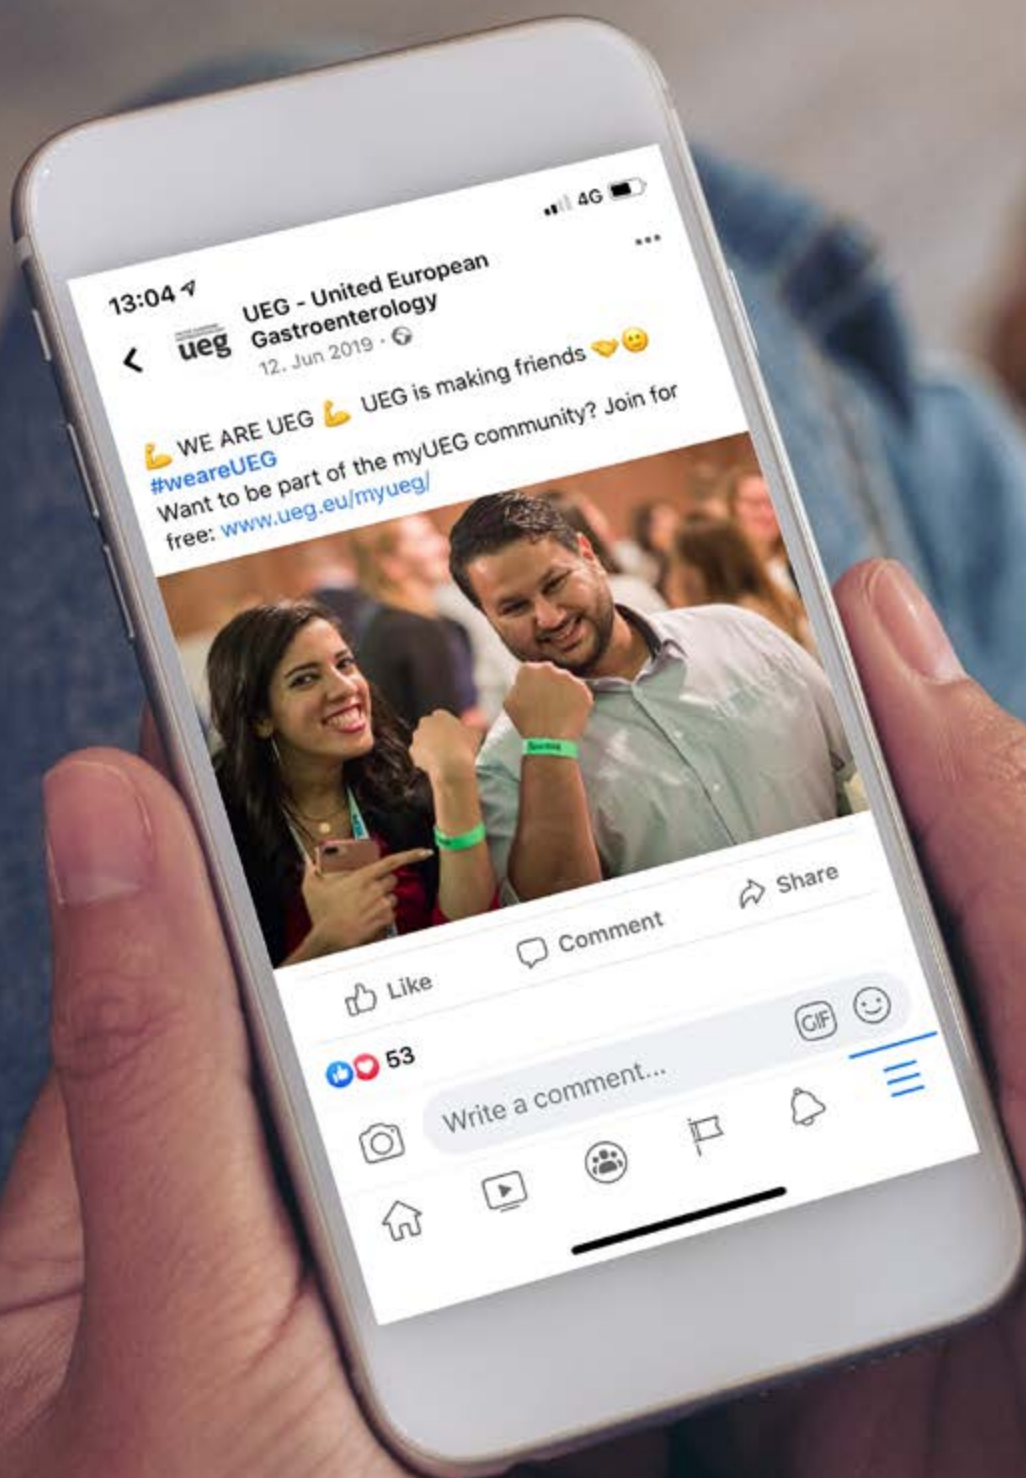 13:04
4G
ueg
UEG - United European
Gastroenterology
12. Jun 2019 ·
💪 WE ARE UEG 💪 UEG is making friends 🤝🙂
#weareUEG
Want to be part of the myUEG community? Join for
free: www.ueg.eu/myueg/
Like
Comment
Share
53
Write a comment...
GIF